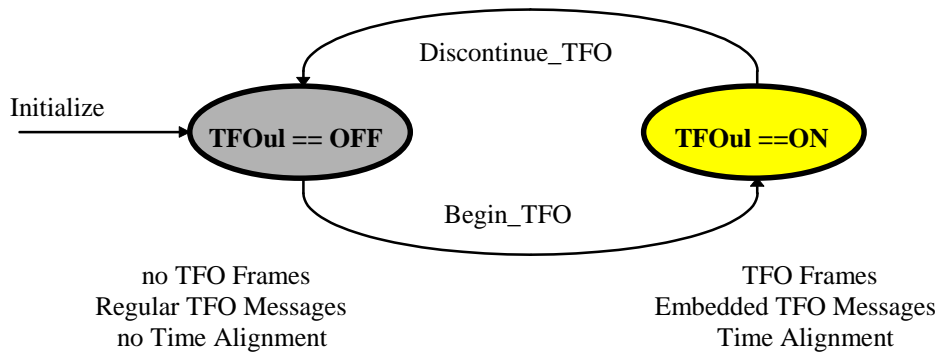 Discontinue_TFO
Initialize
TFOul == OFF
TFOul ==ON
Begin_TFO
no TFO Frames
Regular TFO Messages
no Time Alignment
TFO Frames
Embedded TFO Messages
Time Alignment